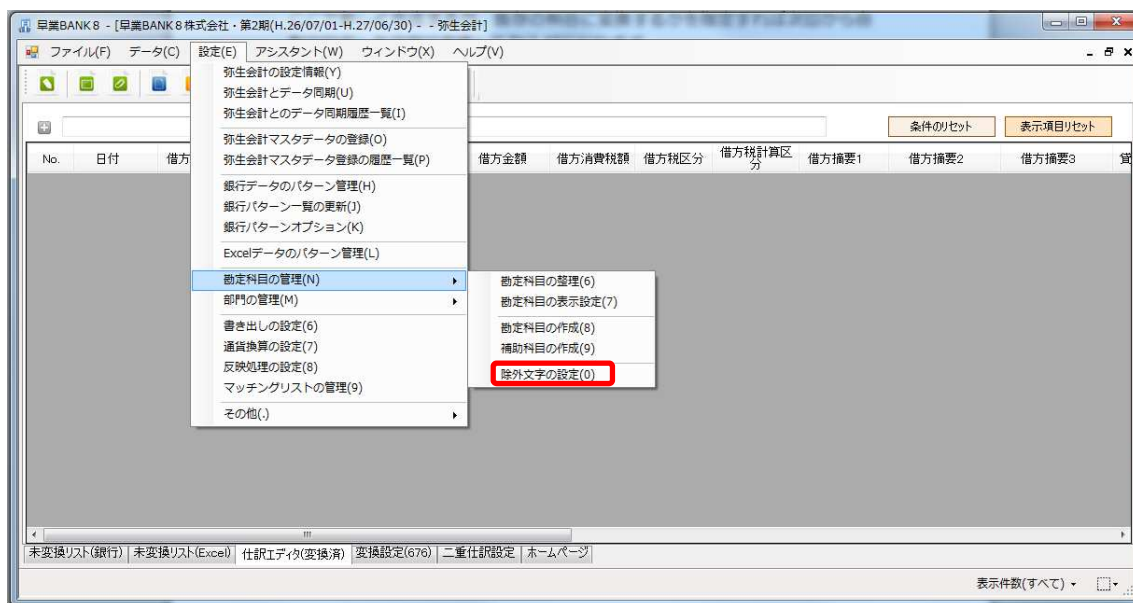 早業BANK8 - [早業BANK8株式会社・第2期(H.26/07/01-H.27/06/30) - - 弥生会計]
ファイル(F) データ(C) 設定(E) アシスタント(W) ウィンドウ(X) ヘルプ(V)
弥生会計の設定情報(Y)
弥生会計とデータ同期(U)
弥生会計とのデータ同期履歴一覧(I)
弥生会計マスタデータの登録(O)
弥生会計マスタデータ登録の履歴一覧(P)
銀行データのパターン管理(H)
銀行パターン一覧の更新(J)
銀行パターンオプション(K)
Excelデータのパターン管理(L)
勘定科目の管理(N)
部門の管理(M)
書き出しの設定(6)
通貨換算の設定(7)
反映処理の設定(8)
マッチングリストの管理(9)
その他(.)
勘定科目の整理(6)
勘定科目の表示設定(7)
勘定科目の作成(8)
補助科目の作成(9)
除外文字の設定(0)
条件のリセット 表示項目リセット
No. 日付 借方 借方金額 借方消費税額 借方税区分 借方税計算区分 借方摘要1 借方摘要2 借方摘要3 貸
未変換リスト(銀行) 未変換リスト(Excel) 仕訳エディタ(変換済) 変換設定(676) 二重仕訳設定 ホームページ
表示件数(すべて)